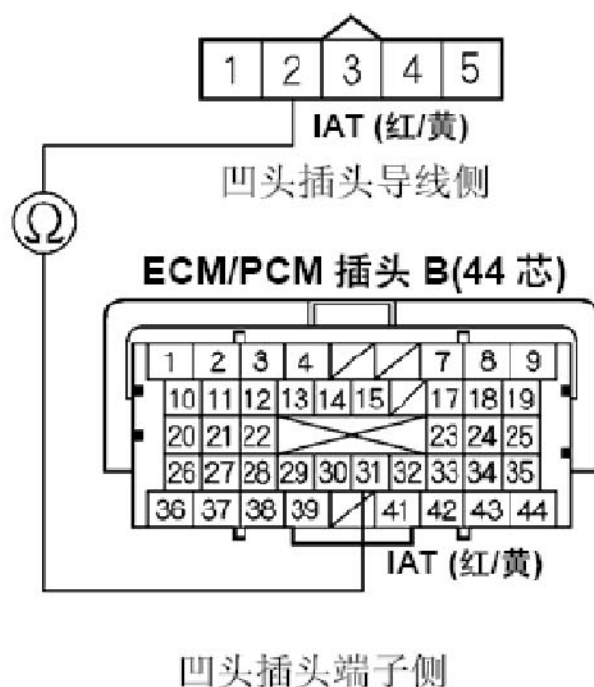 1 2 3 4 5
IAT (红/黄)
凹头插头导线侧
Ω
ECM/PCM 插头 B(44 芯)
1 2 3 4 7 8 9
10 11 12 13 14 15 17 18 19
20 21 22 23 24 25
26 27 28 29 30 31 32 33 34 35
36 37 38 39 41 42 43 44
IAT (红/黄)
凹头插头端子侧